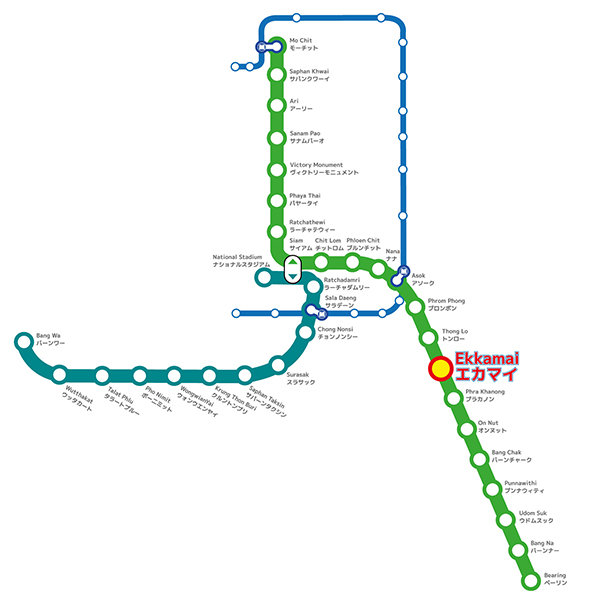 Mo Chit
モーチット
Saphan Khwai
サパンクワーイ
Ari
アーリー
Sanam Pao
サナムパーオ
Victory Monument
ヴィクトリーモニュメント
Phaya Thai
パヤータイ
Ratchathewi
ラーチャテウィー
Siam
サイアム
Chit Lom
チットロム
Phloen Chit
プルンチット
Nana
ナナ
National Stadium
ナショナルスタジアム
Asok
アソーク
Ratchadamri
ラーチャダムリー
Sala Daeng
サラデーン
Phrom Phong
プロンポン
Chong Nonsi
チョンノンシー
Thong Lo
トンロー
Bang Wa
バーンワー
Ekkamai
エカマイ
Surasak
スラサック
Wutthakat
ウッタカート
Talat Phlu
タラートプルー
Pho Nimit
ポーニミット
WongwianYai
ウォンウエンヤイ
Krung Thon Buri
クルントンブリ
Saphan Taksin
サパーンタクシン
Phra Khanong
プラカノン
On Nut
オンヌット
Bang Chak
バーンチャーク
Punnawithi
プンナウィティ
Udom Suk
ウドムスック
Bang Na
バーンナー
Bearing
ベーリン